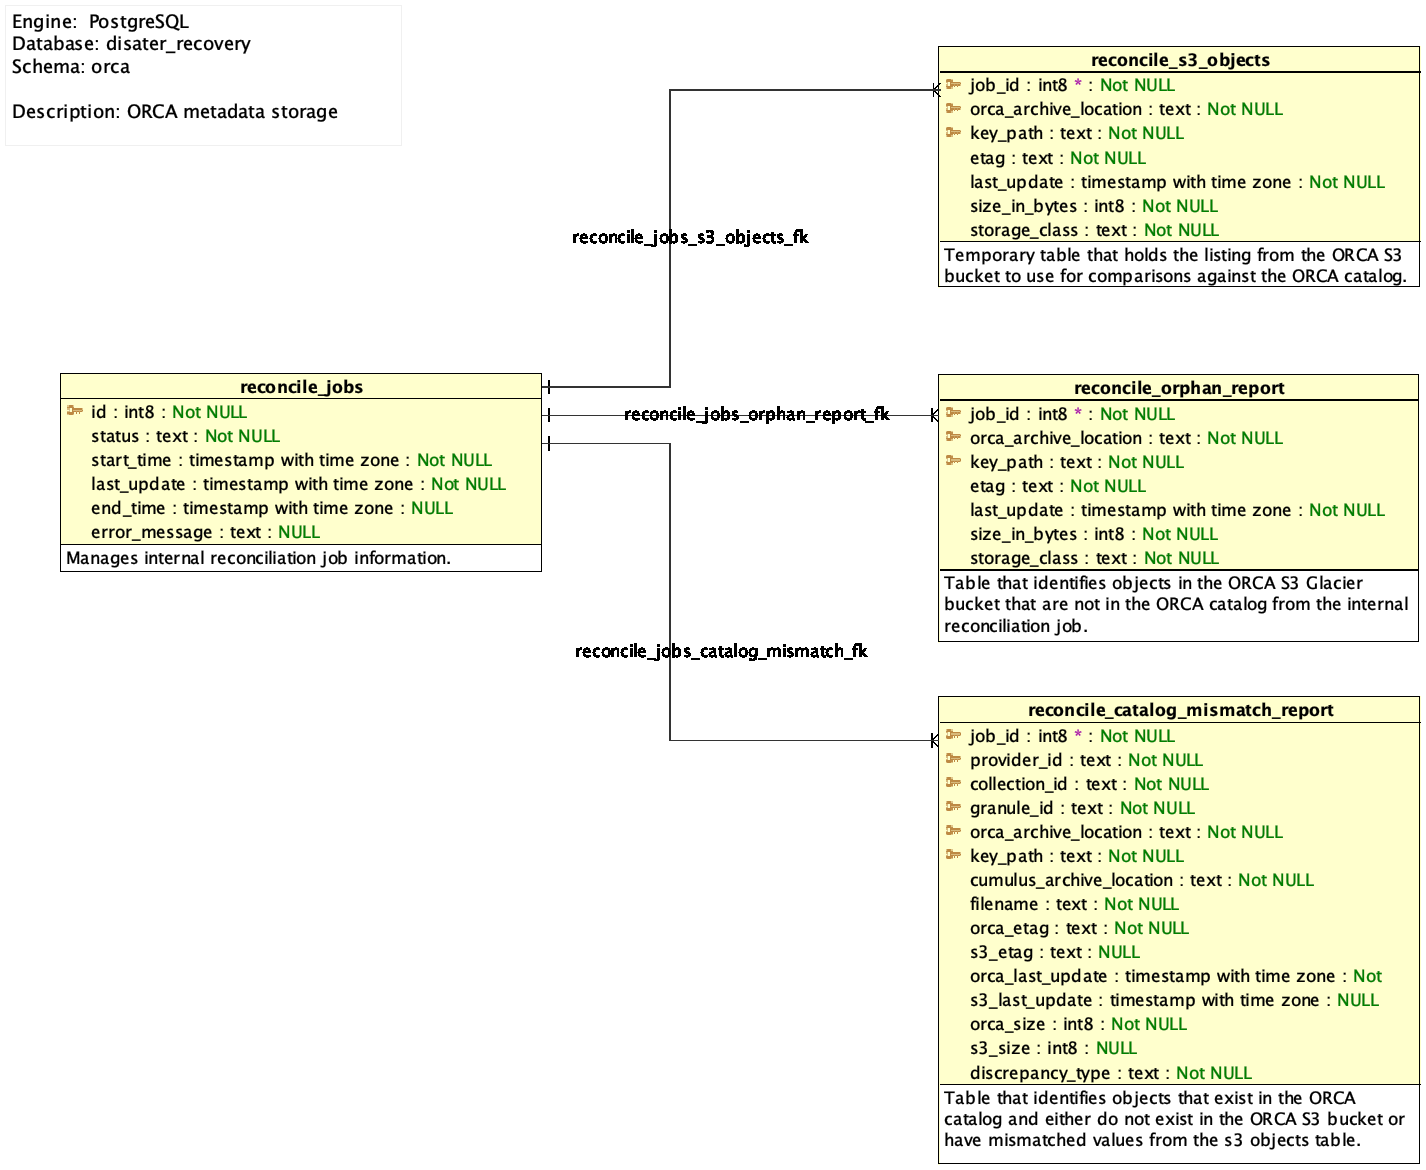 Engine:  PostgreSQL
Database: disater_recovery
Schema: orca
Description: ORCA metadata storage
reconcile_s3_objects
job_id : int8 * : Not NULL
orca_archive_location : text : Not NULL
key_path : text : Not NULL
etag : text : Not NULL
last_update : timestamp with time zone : Not NULL
size_in_bytes : int8 : Not NULL
storage_class : text : Not NULL
Temporary table that holds the listing from the ORCA S3
bucket to use for comparisons against the ORCA catalog.
reconcile_jobs_s3_objects_fk
reconcile_jobs
id : int8 : Not NULL
status : text : Not NULL
start_time : timestamp with time zone : Not NULL
last_update : timestamp with time zone : Not NULL
end_time : timestamp with time zone : NULL
error_message : text : NULL
Manages internal reconciliation job information.
reconcile_jobs_orphan_report_fk
reconcile_orphan_report
job_id : int8 * : Not NULL
orca_archive_location : text : Not NULL
key_path : text : Not NULL
etag : text : Not NULL
last_update : timestamp with time zone : Not NULL
size_in_bytes : int8 : Not NULL
storage_class : text : Not NULL
Table that identifies objects in the ORCA S3 Glacier
bucket that are not in the ORCA catalog from the internal
reconciliation job.
reconcile_jobs_catalog_mismatch_fk
reconcile_catalog_mismatch_report
job_id : int8 * : Not NULL
provider_id : text : Not NULL
collection_id : text : Not NULL
granule_id : text : Not NULL
orca_archive_location : text : Not NULL
key_path : text : Not NULL
cumulus_archive_location : text : Not NULL
filename : text : Not NULL
orca_etag : text : Not NULL
s3_etag : text : NULL
orca_last_update : timestamp with time zone : Not
s3_last_update : timestamp with time zone : NULL
orca_size : int8 : Not NULL
s3_size : int8 : NULL
discrepancy_type : text : Not NULL
Table that identifies objects that exist in the ORCA
catalog and either do not exist in the ORCA S3 bucket or
have mismatched values from the s3 objects table.